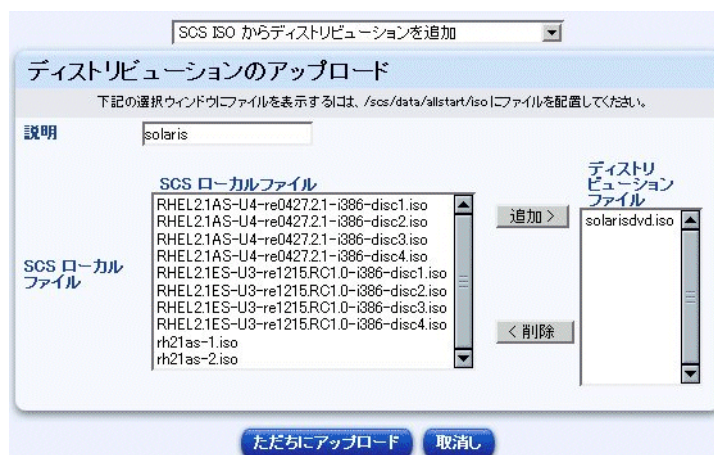 SCS ISO からディストリビューションを追加
ディストリビューションのアップロード
下記の選択ウィンドウにファイルを表示するには、/scs/data/allstart/iso にファイルを配置してください。
説明
solaris
SCS ローカルファイル
SCS ローカル
ファイル
RHEL2.1AS-U4-re0427.2.1-i386-disc1.iso
RHEL2.1AS-U4-re0427.2.1-i386-disc2.iso
RHEL2.1AS-U4-re0427.2.1-i386-disc3.iso
RHEL2.1AS-U4-re0427.2.1-i386-disc4.iso
RHEL2.1ES-U3-re1215.RC1.0-i386-disc1.iso
RHEL2.1ES-U3-re1215.RC1.0-i386-disc2.iso
RHEL2.1ES-U3-re1215.RC1.0-i386-disc3.iso
RHEL2.1ES-U3-re1215.RC1.0-i386-disc4.iso
rh21as-1.iso
rh21as-2.iso
追加 >
< 削除
ディストリ
ビューション
ファイル
solarisdvd.iso
ただちにアップロード
取消し